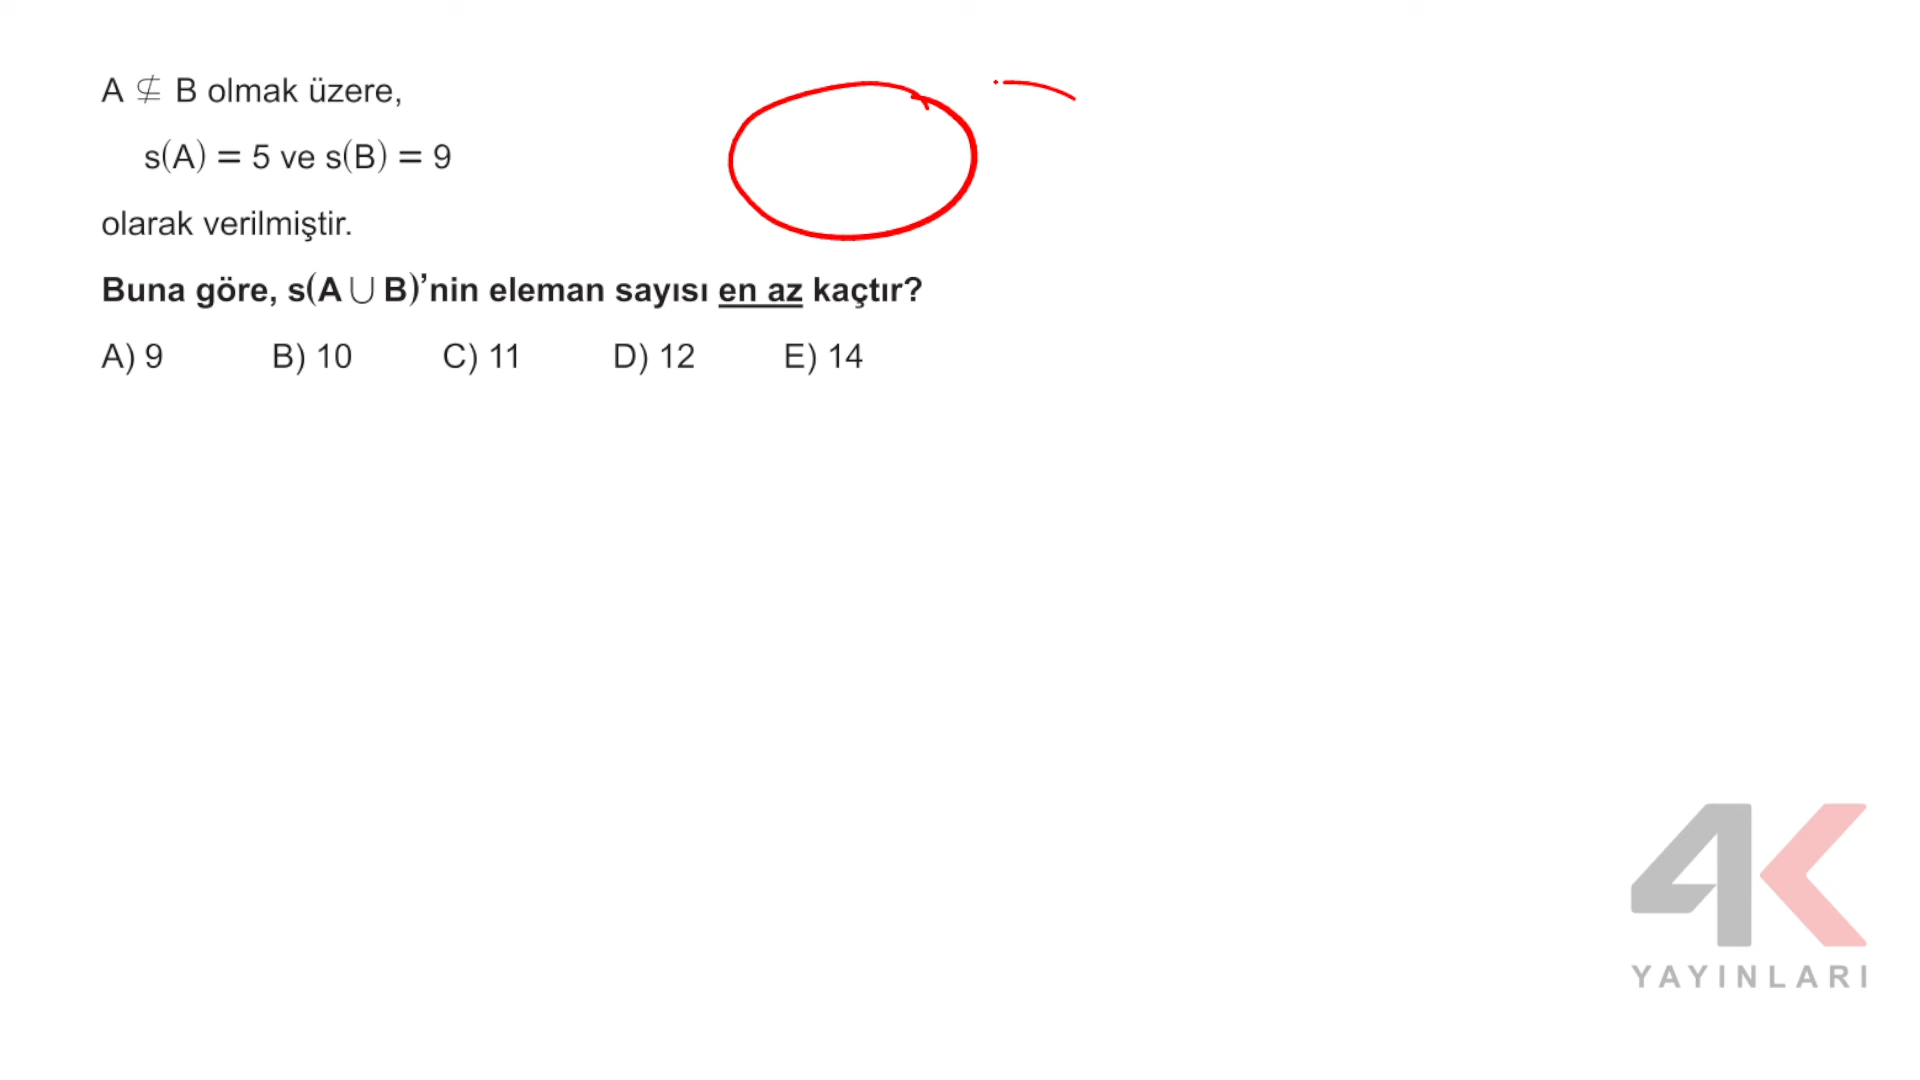 A ⊈ B olmak üzere,
s(A) = 5 ve s(B) = 9
olarak verilmiştir.
Buna göre, s(A ∪ B)’nin eleman sayısı en az kaçtır?
A) 9 B) 10 C) 11 D) 12 E) 14
4K
YAYINLARI